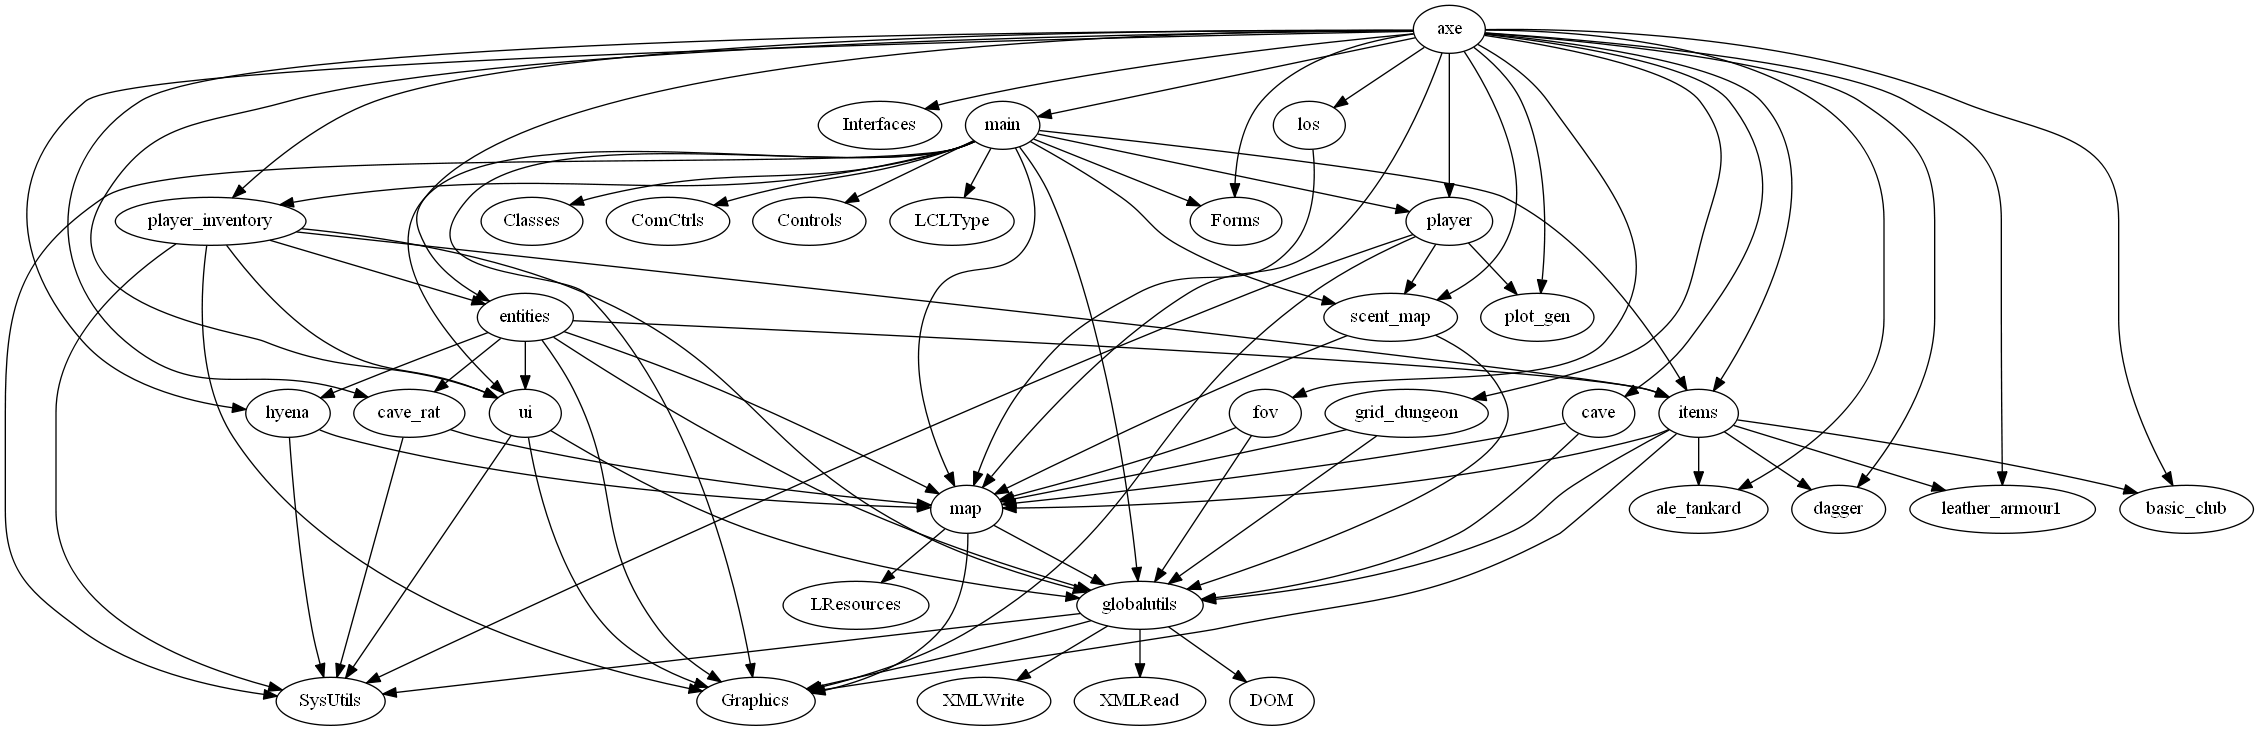 axe
Interfaces
main
los
player_inventory
Classes
ComCtrls
Controls
LCLType
Forms
player
entities
scent_map
plot_gen
hyena
cave_rat
ui
fov
grid_dungeon
cave
items
map
ale_tankard
dagger
leather_armour1
basic_club
LResources
globalutils
SysUtils
Graphics
XMLWrite
XMLRead
DOM